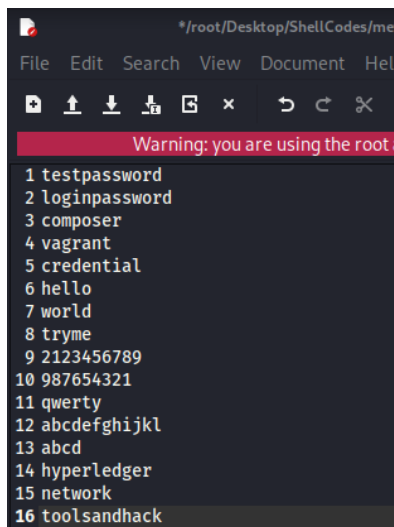 */root/Desktop/ShellCodes/me
File Edit Search View Document Hel
Warning: you are using the root
1 testpassword
2 loginpassword
3 composer
4 vagrant
5 credential
6 hello
7 world
8 tryme
9 2123456789
10 987654321
11 qwerty
12 abcdefghijkl
13 abcd
14 hyperledger
15 network
16 toolsandhack